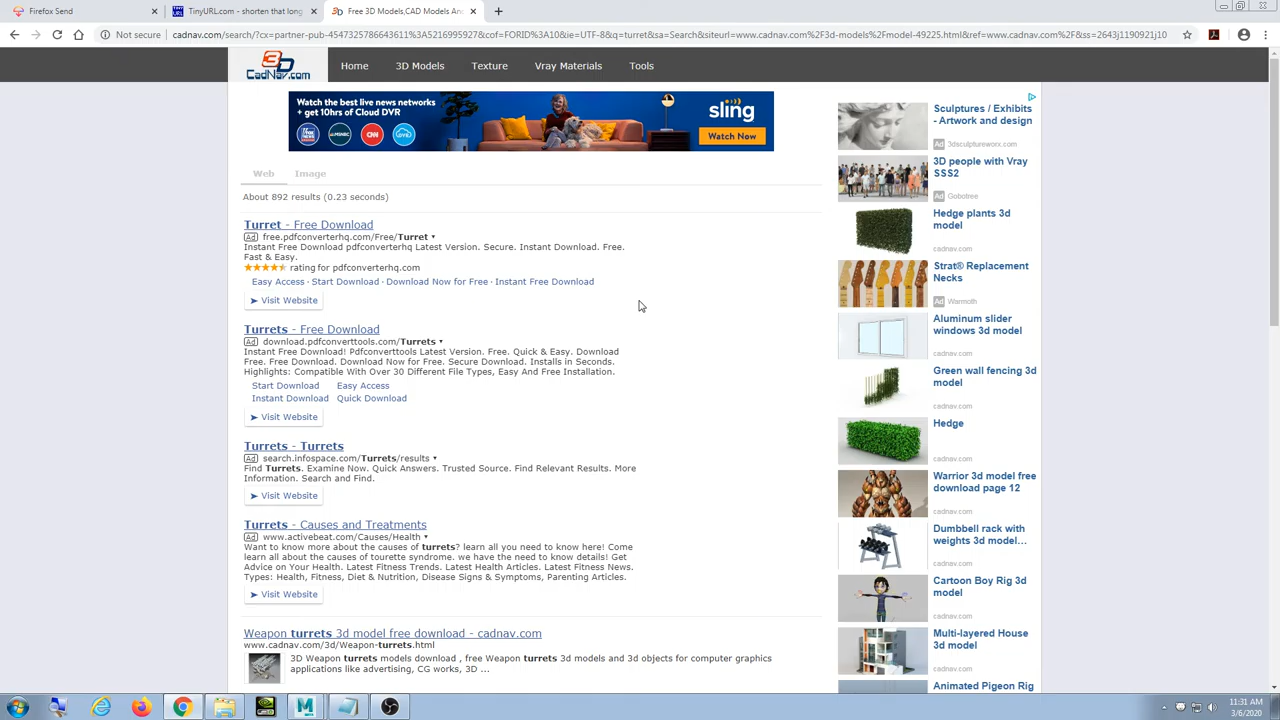 Firefox Send
TinyURL.com - shorten that long
Free 3D Models,CAD Models And
Not secure
cadnav.com/search/?cx=partner-pub-4547325786643611%3A5216995928&cof=FORID%3A10&ie=UTF-8&q=turret&sa=Search&siteurl=www.cadnav.com%2F3d-models%2Fmodel-49225.html&ref=www.cadnav.com%2F&ss=2643j1190921j10
3D
CadNav.com
Home
3D Models
Texture
Vray Materials
Tools
Watch the best live news networks
+ get 10hrs of Cloud DVR
MSNBC
CNN
sling
Watch Now
Web
Image
About 892 results (0.23 seconds)
Turret - Free Download
Ad free.pdfconverterhq.com/Free/Turret
Instant Free Download pdfconverterhq Latest Version. Secure. Instant Download. Free.
Fast & Easy.
rating for pdfconverterhq.com
Easy Access · Start Download · Download Now for Free · Instant Free Download
Visit Website
Turrets - Free Download
Ad download.pdfconverttools.com/Turrets
Instant Free Download! Pdfconverttools Latest Version. Free. Quick & Easy. Download
Free. Free Download. Download Now for Free. Secure Download. Installs in Seconds.
Highlights: Compatible With Over 30 Different File Types, Easy And Free Installation.
Start Download
Easy Access
Instant Download
Quick Download
Visit Website
Turrets - Turrets
Ad search.infospace.com/Turrets/results
Find Turrets. Examine Now. Quick Answers. Trusted Source. Find Relevant Results. More
Information. Search and Find.
Visit Website
Turrets - Causes and Treatments
Ad www.activebeat.com/Causes/Health
Want to know more about the causes of turrets? learn all you need to know here! Come
learn all about the causes of tourette syndrome. we have the need to know details! Get
Advice on Your Health. Latest Fitness Trends. Latest Health Articles. Latest Fitness News.
Types: Health, Fitness, Diet & Nutrition, Disease Signs & Symptoms, Parenting Articles.
Visit Website
Weapon turrets 3d model free download - cadnav.com
www.cadnav.com/3d/Weapon-turrets.html
3D Weapon turrets models download , free Weapon turrets 3d models and 3d objects for computer graphics
applications like advertising, CG works, 3D ...
Sculptures / Exhibits
- Artwork and design
Ad 3dsculptureworx.com
3D people with Vray
SSS2
Ad Gobotree
Hedge plants 3d
model
cadnav.com
Strat® Replacement
Necks
Ad Warmoth
Aluminum slider
windows 3d model
cadnav.com
Green wall fencing 3d
model
cadnav.com
Hedge
cadnav.com
Warrior 3d model free
download page 12
cadnav.com
Dumbbell rack with
weights 3d model...
cadnav.com
Cartoon Boy Rig 3d
model
cadnav.com
Multi-layered House
3d model
cadnav.com
Animated Pigeon Rig
11:31 AM
3/6/2020